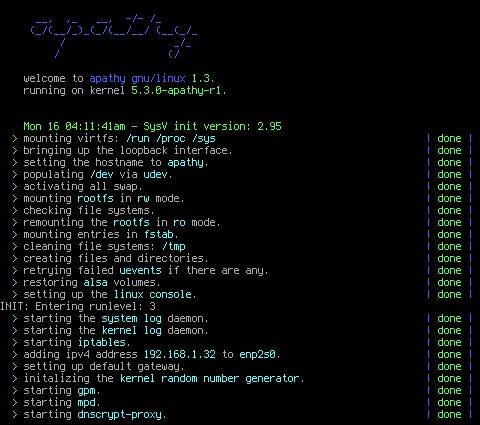 welcome to apathy gnu/linux 1.3.
running on kernel 5.3.0-apathy-r1.
Mon 16 04:11:41am - SysV init version: 2.95
> mounting virtfs: /run /proc /sys | done |
> bringing up the loopback interface. | done |
> setting the hostname to apathy. | done |
> populating /dev via udev. | done |
> activating all swap. | done |
> mounting rootfs in rw mode. | done |
> checking file systems. | done |
> remounting the rootfs in ro mode. | done |
> mounting entries in fstab. | done |
> cleaning file systems: /tmp | done |
> creating files and directories. | done |
> retrying failed uevents if there are any. | done |
> restoring alsa volumes. | done |
> setting up the linux console. | done |
INIT: Entering runlevel: 3
> starting the system log daemon. | done |
> starting the kernel log daemon. | done |
> starting iptables. | done |
> adding ipv4 address 192.168.1.32 to enp2s0. | done |
> setting up default gateway. | done |
> initalizing the kernel random number generator. | done |
> starting gpm. | done |
> starting mpd. | done |
> starting dnscrypt-proxy. | done |